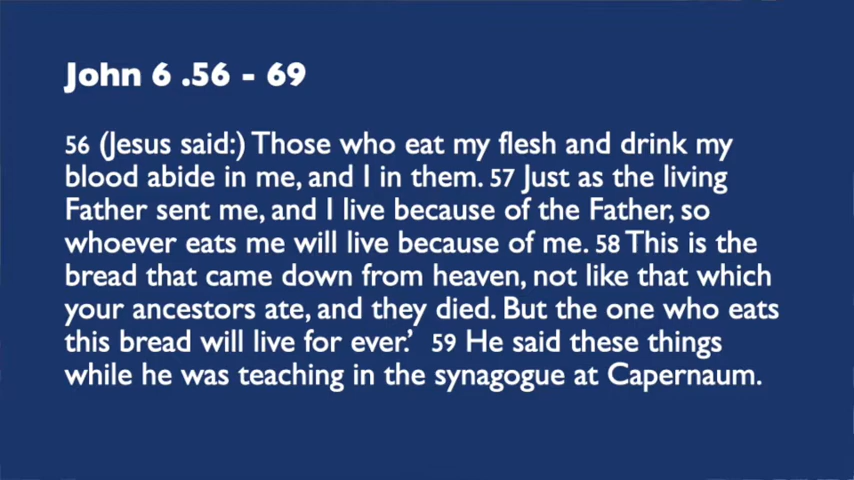 John 6 .56 - 69
56 (Jesus said:) Those who eat my flesh and drink my
blood abide in me, and I in them. 57 Just as the living
Father sent me, and I live because of the Father, so
whoever eats me will live because of me. 58 This is the
bread that came down from heaven, not like that which
your ancestors ate, and they died. But the one who eats
this bread will live for ever.’ 59 He said these things
while he was teaching in the synagogue at Capernaum.